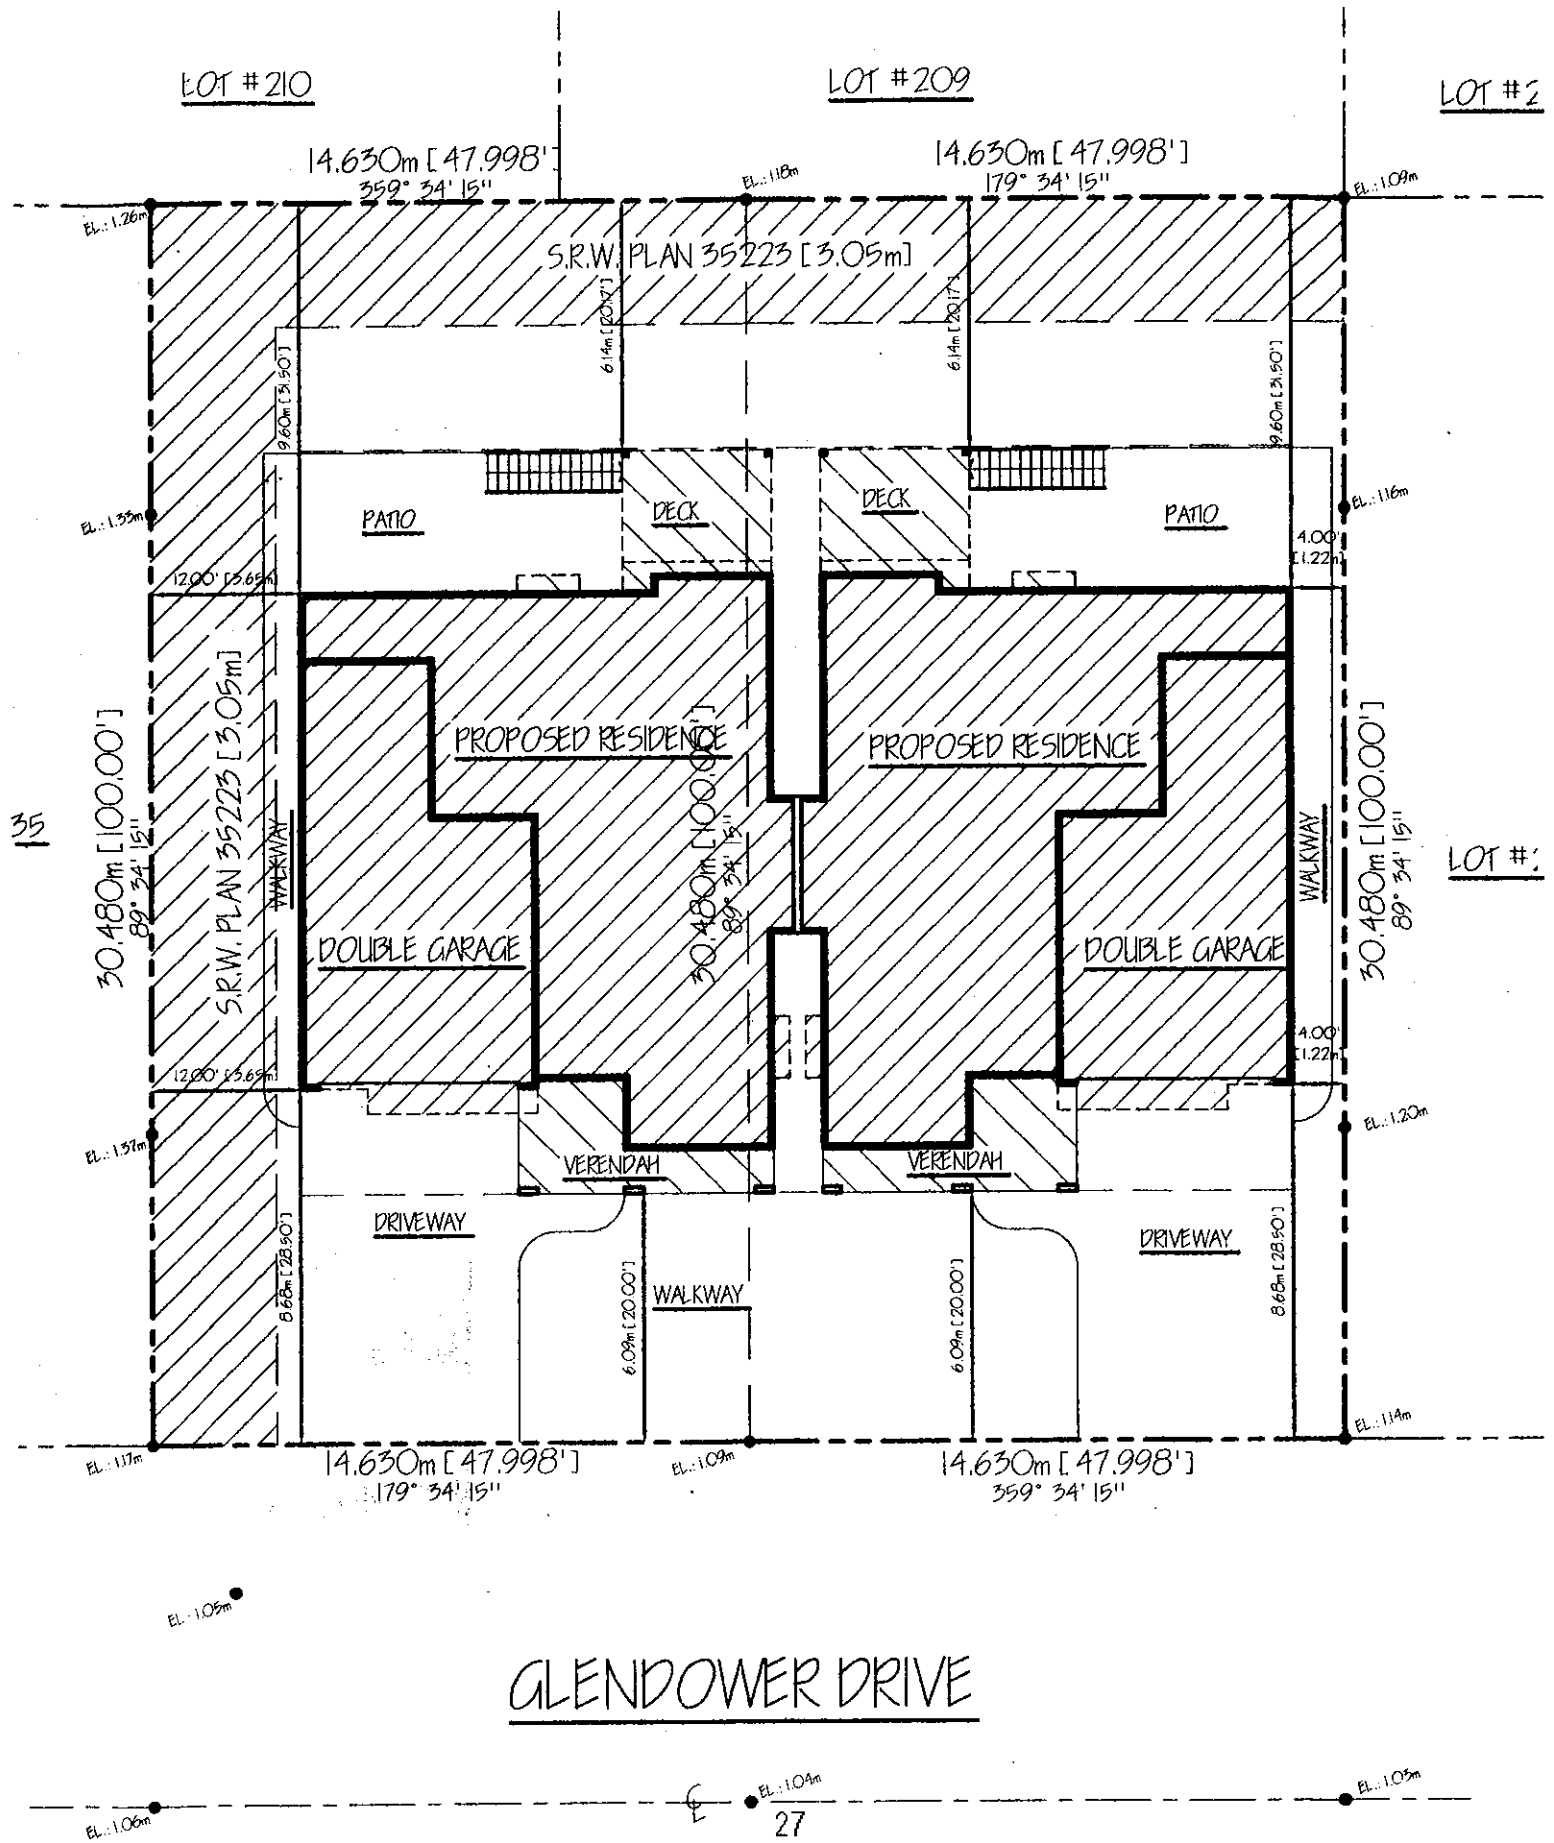 LOT #210
LOT #209
LOT #2
14.630m [ 47.998']
359° 34' 15"
14.630m [ 47.998']
179° 34' 15"
EL.: 1.18m
EL.: 1.09m
EL.: 1.26m
S.R.W. PLAN 35223 [ 3.05m]
6.14m [ 20.17']
6.14m [ 20.17']
9.60m [ 31.50']
9.60m [ 31.50']
EL.: 1.33m
EL.: 1.16m
PATIO
DECK
DECK
PATIO
4.00'
[1.22m]
12.00' [3.65m]
S.R.W. PLAN 35223 [ 3.05m]
PROPOSED RESIDENCE
PROPOSED RESIDENCE
35
30.480m [100.00']
89° 34' 15"
WALKWAY
30.480m [100.00']
89° 34' 15"
WALKWAY
30.480m [100.00']
89° 34' 15"
LOT #
DOUBLE GARAGE
DOUBLE GARAGE
4.00'
[1.22m]
12.00' [3.65m]
EL.: 1.37m
EL.: 1.20m
VERENDAH
VERENDAH
DRIVEWAY
DRIVEWAY
8.68m [ 28.50']
6.09m [ 20.00']
WALKWAY
6.09m [ 20.00']
8.68m [ 28.50']
EL.: 1.17m
14.630m [ 47.998']
179° 34' 15"
EL.: 1.09m
14.630m [ 47.998']
359° 34' 15"
EL.: 1.14m
EL.: 1.05m
GLENDOWER DRIVE
EL.: 1.06m
℄
EL.: 1.04m
27
EL.: 1.03m